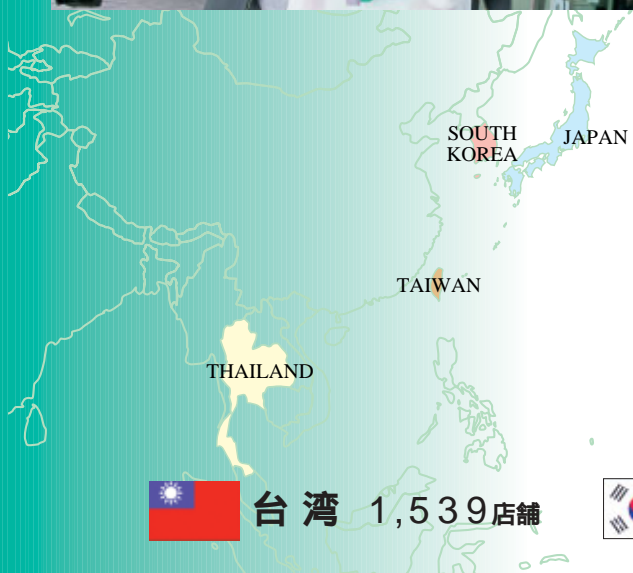 SOUTH
KOREA
JAPAN
TAIWAN
THAILAND
台湾 1,539店舗